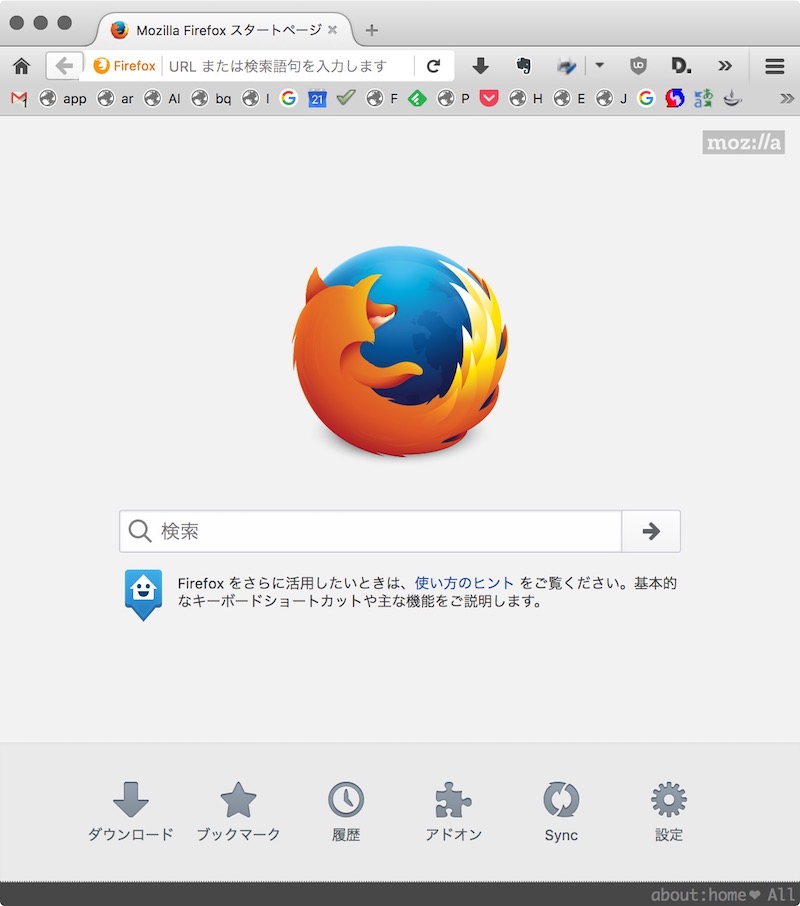 Mozilla Firefox スタートページ
Firefox URL または検索語句を入力します
UD D.
app ar Al bq I G 21 F P H E J G あ
moz://a
検索
Firefox をさらに活用したいときは、使い方のヒント をご覧ください。基本的
なキーボードショートカットや主な機能をご説明します。
ダウンロード ブックマーク 履歴 アドオン Sync 設定
about:home❤ All